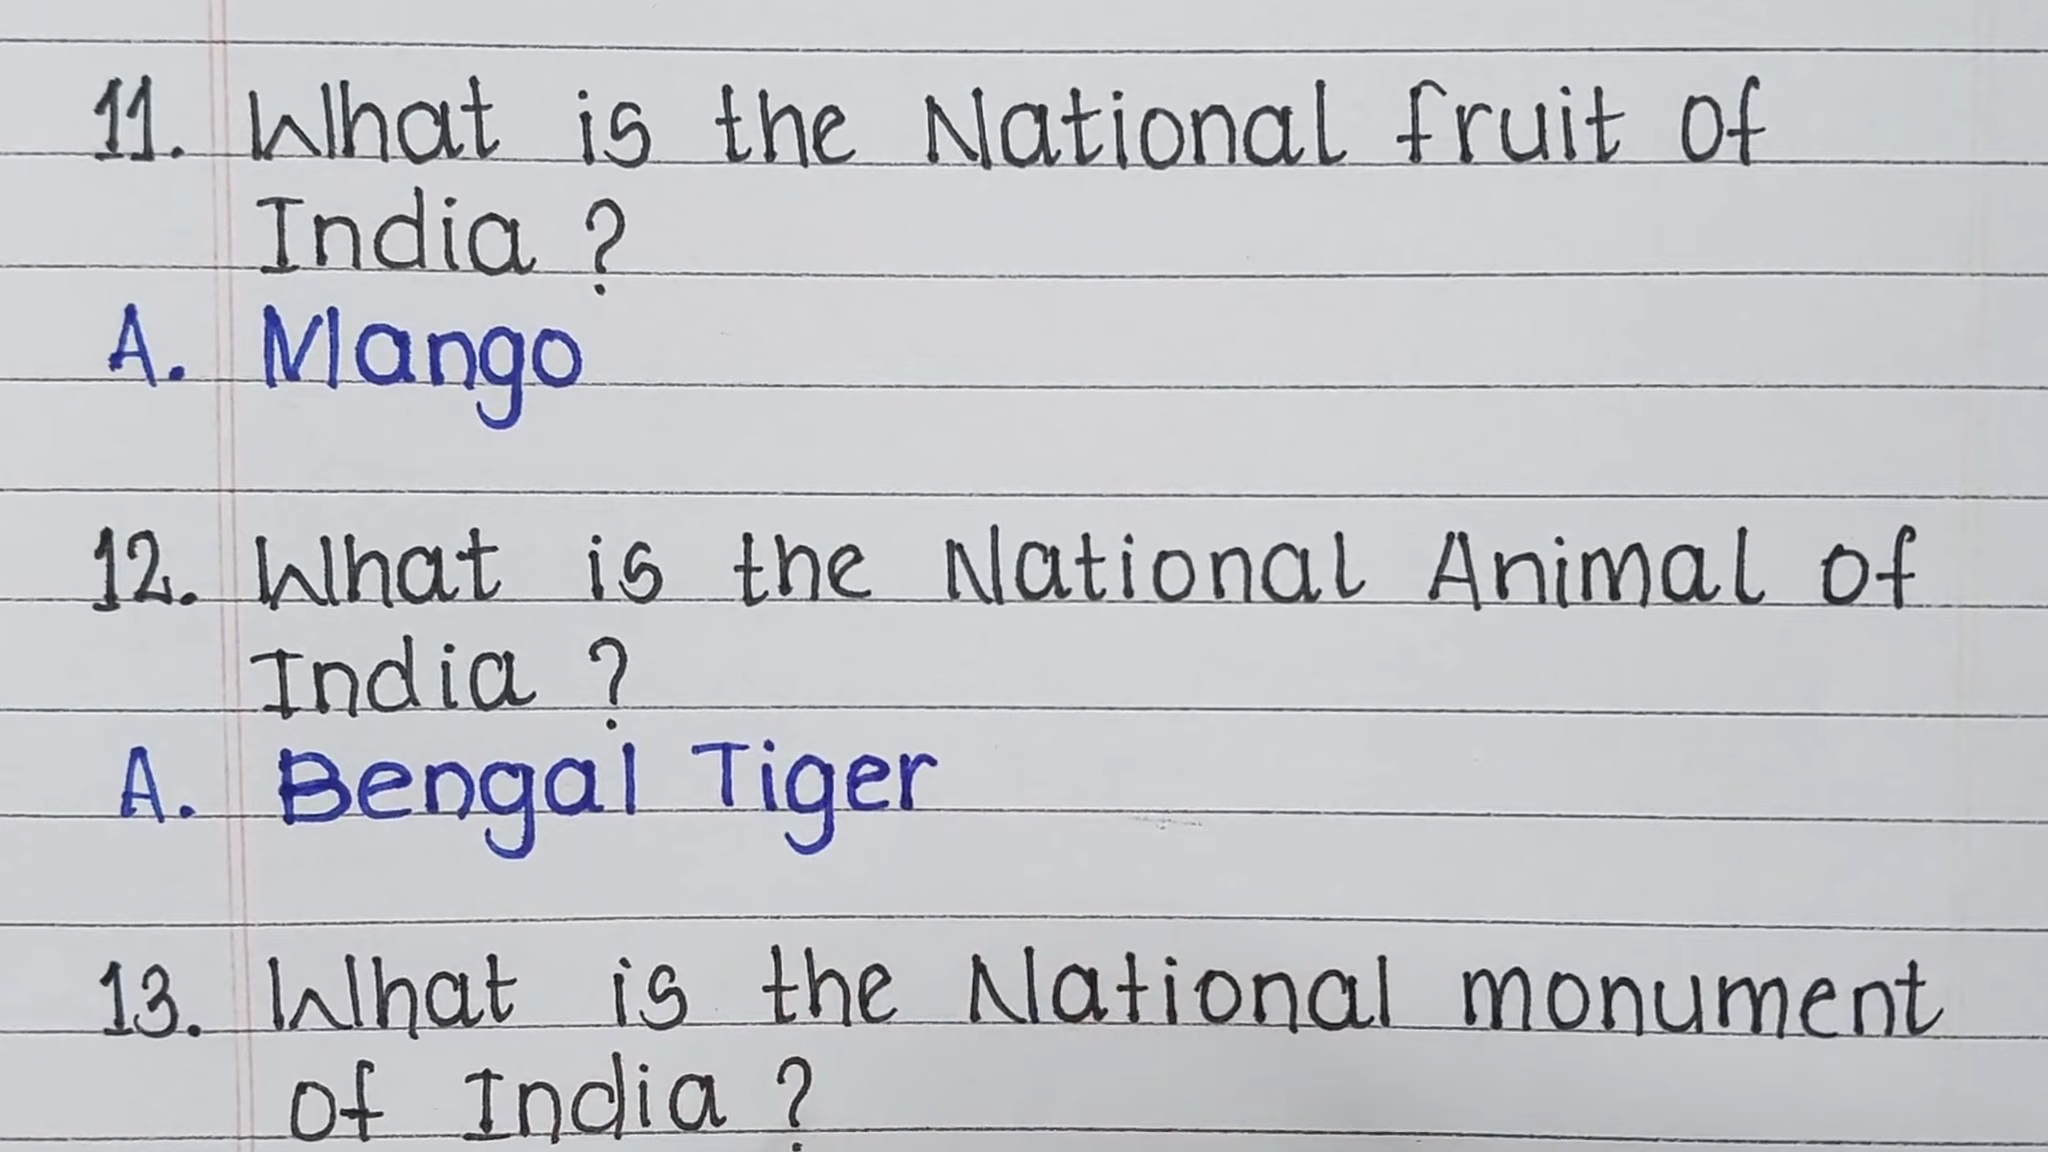 11. What is the National fruit of
India ?
A. Mango
12. What is the National Animal of
India ?
A. Bengal Tiger
13. What is the National monument
of India ?